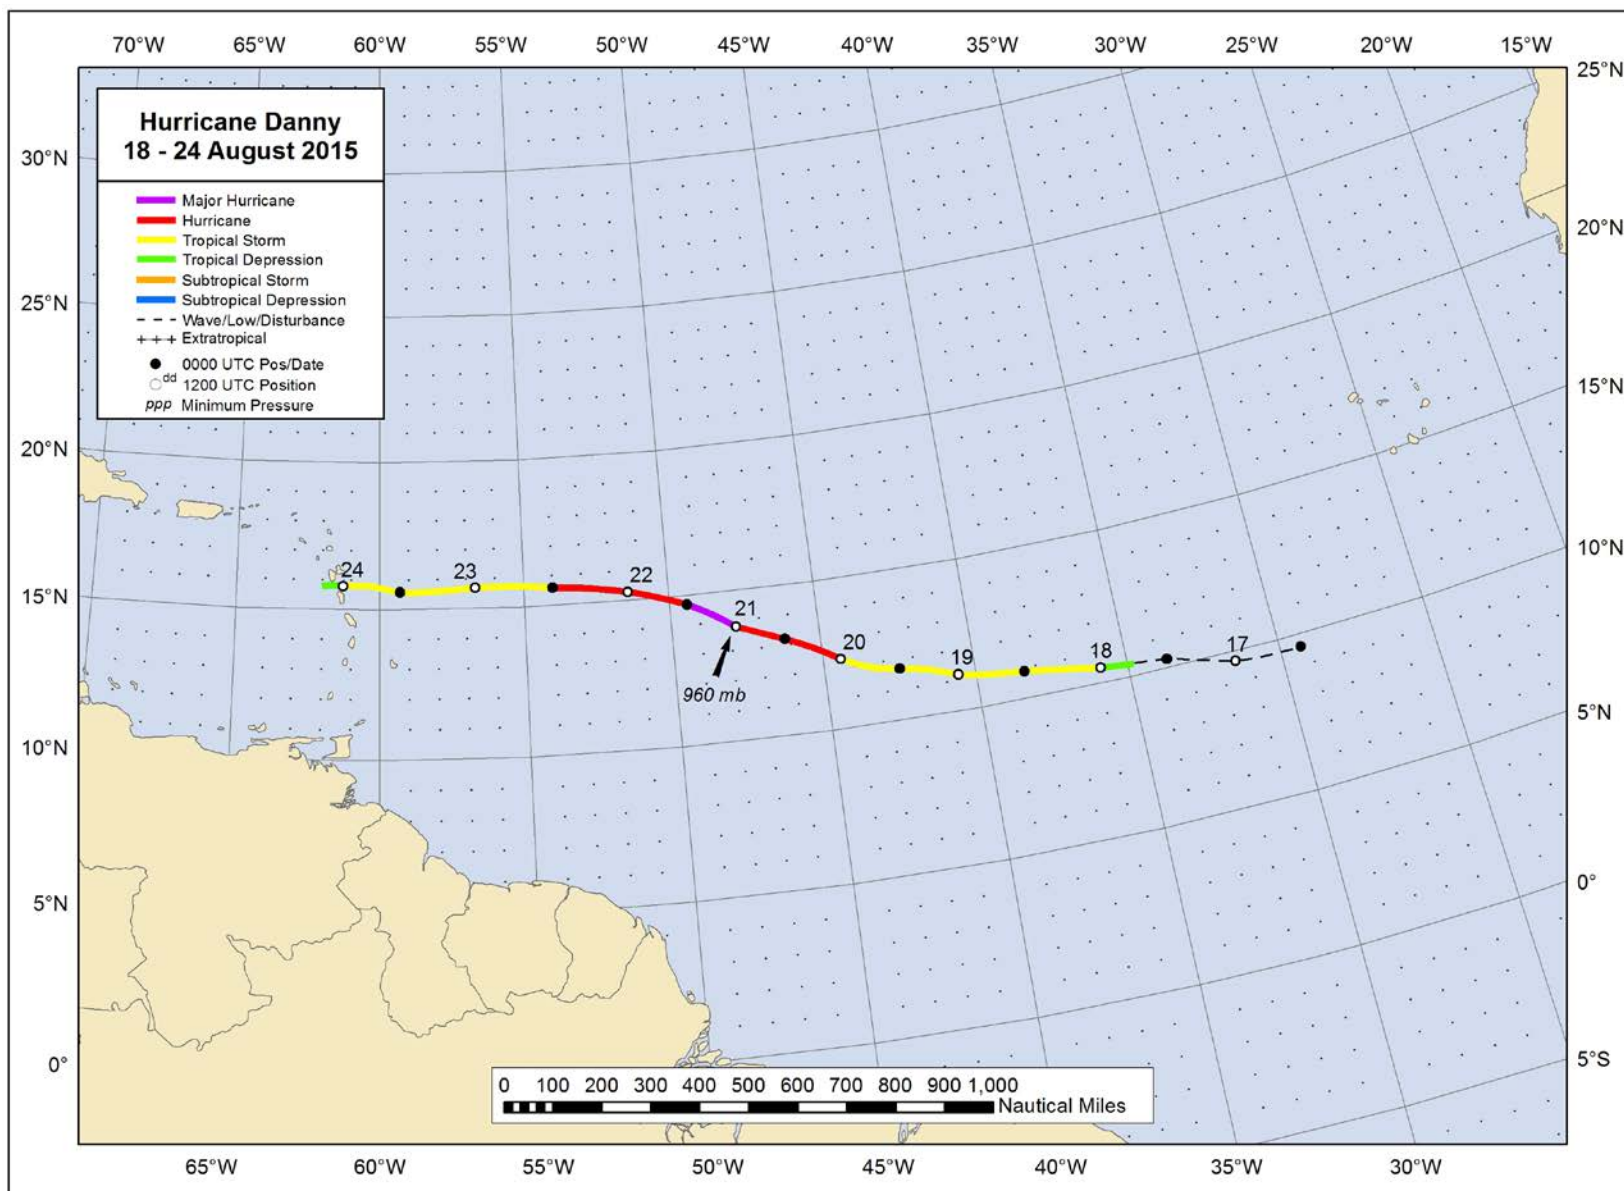 70°W 65°W 60°W 55°W 50°W 45°W 40°W 35°W 30°W 25°W 20°W 15°W
25°N
Hurricane Danny
18 - 24 August 2015
30°N
Major Hurricane
Hurricane
20°N
Tropical Storm
Tropical Depression
Subtropical Storm
25°N
Subtropical Depression
Wave/Low/Disturbance
Extratropical
0000 UTC Pos/Date
dd 1200 UTC Position
15°N
ppp Minimum Pressure
20°N
10°N
24 23 22 21 20 19 18 17
15°N
960 mb
5°N
10°N
0°
5°N
5°S
0°
0 100 200 300 400 500 600 700 800 900 1,000
Nautical Miles
65°W 60°W 55°W 50°W 45°W 40°W 35°W 30°W